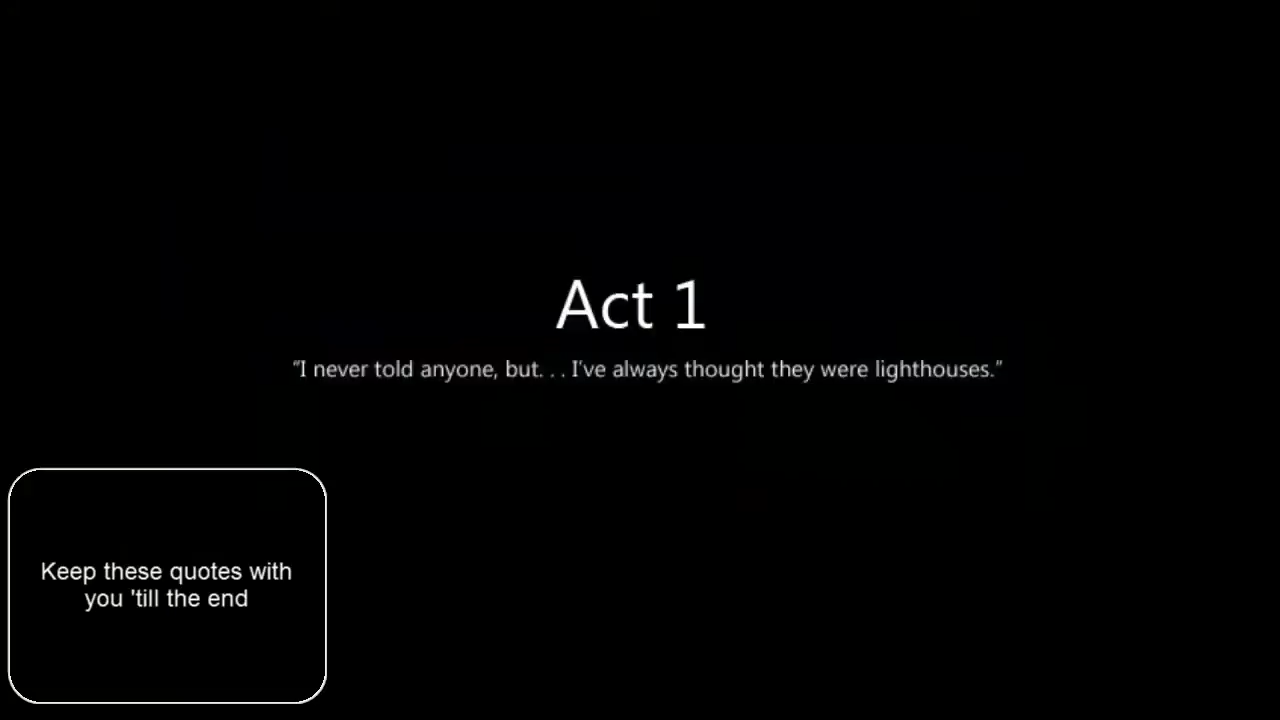 Act 1
“I never told anyone, but. . . I’ve always thought they were lighthouses.”
Keep these quotes with
you 'till the end